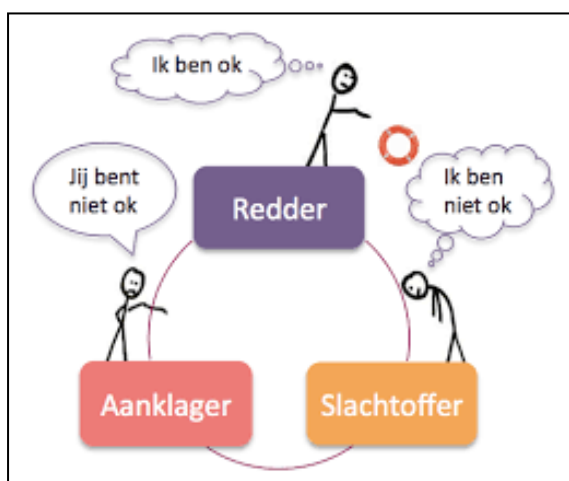 Ik ben ok
Jij bent
niet ok
Ik ben
niet ok
Redder
Aanklager
Slachtoffer